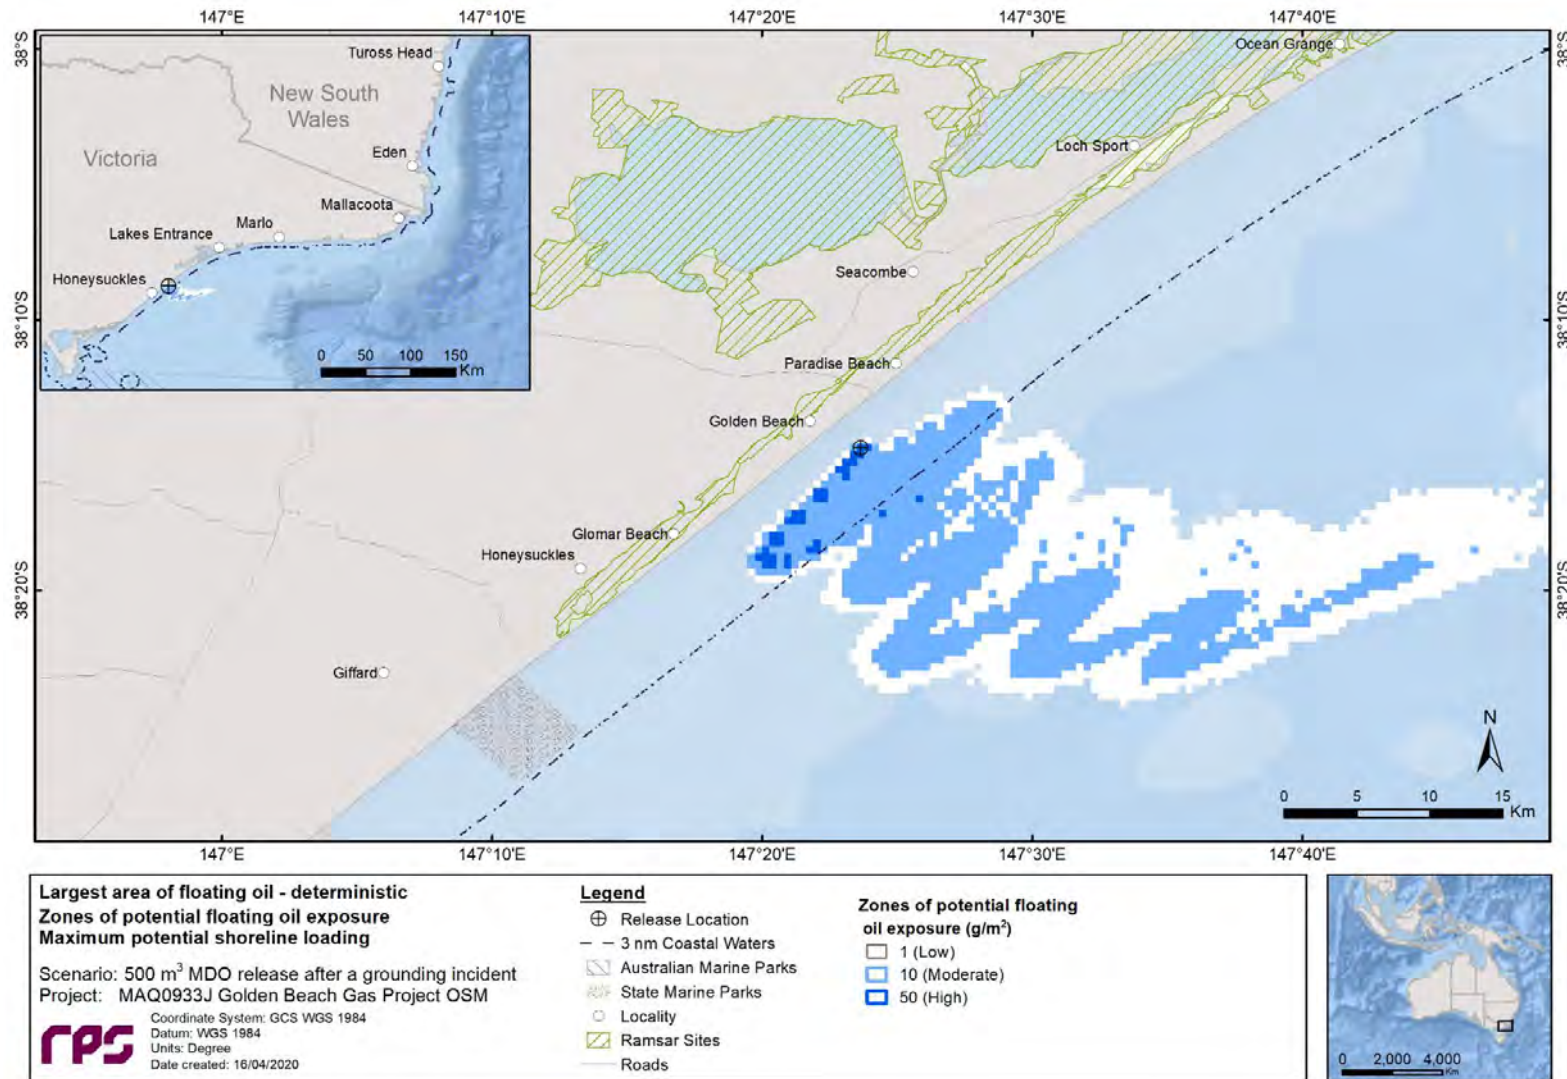 147°E
147°10'E
147°20'E
147°30'E
147°40'E
38°S
38°S
Tuross Head
New South
Wales
Victoria
Eden
Mallacoota
Marlo
Lakes Entrance
Honeysuckles
0 50 100 150
Km
Ocean Grange
Loch Sport
Seacombe
38°10'S
38°10'S
Paradise Beach
Golden Beach
Glomar Beach
Honeysuckles
38°20'S
38°20'S
Giffard
N
0 5 10 15
Km
147°E
147°10'E
147°20'E
147°30'E
147°40'E
Largest area of floating oil - deterministic
Zones of potential floating oil exposure
Maximum potential shoreline loading
Scenario: 500 m³ MDO release after a grounding incident
Project: MAQ0933J Golden Beach Gas Project OSM
rps
Coordinate System: GCS WGS 1984
Datum: WGS 1984
Units: Degree
Date created: 16/04/2020
Legend
Release Location
3 nm Coastal Waters
Australian Marine Parks
State Marine Parks
Locality
Ramsar Sites
Roads
Zones of potential floating
oil exposure (g/m²)
1 (Low)
10 (Moderate)
50 (High)
0 2,000 4,000
Km